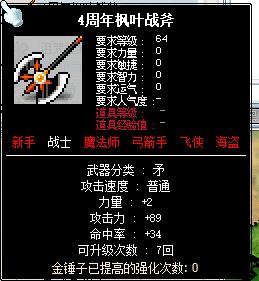 4周年枫叶战斧
要求等级 : 64
要求力量 : 0
要求敏捷 : 0
要求智力 : 0
要求运气 : 0
要求人气度 : -
道具等级 : -
道具经验值 : -
新手 战士 魔法师 弓箭手 飞侠 海盗
武器分类 : 矛
攻击速度 : 普通
力量 : +2
攻击力 : +89
命中率 : +34
可升级次数 : 7回
金锤子已提高的强化次数: 0